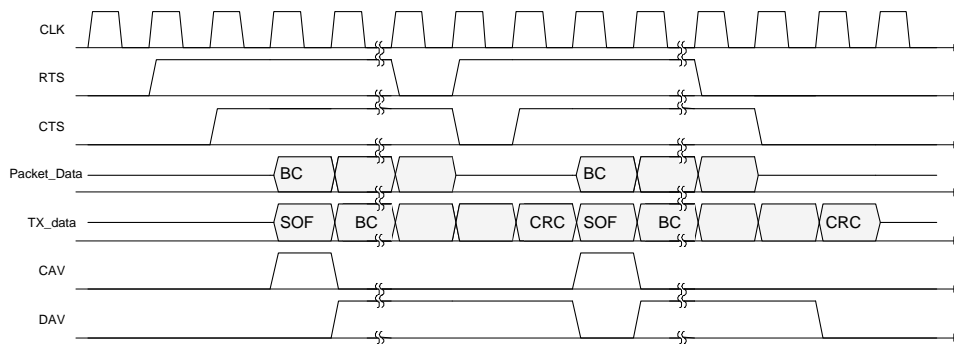 CLK
RTS
CTS
Packet_Data BC BC
TX_data SOF BC CRC SOF BC CRC
CAV
DAV